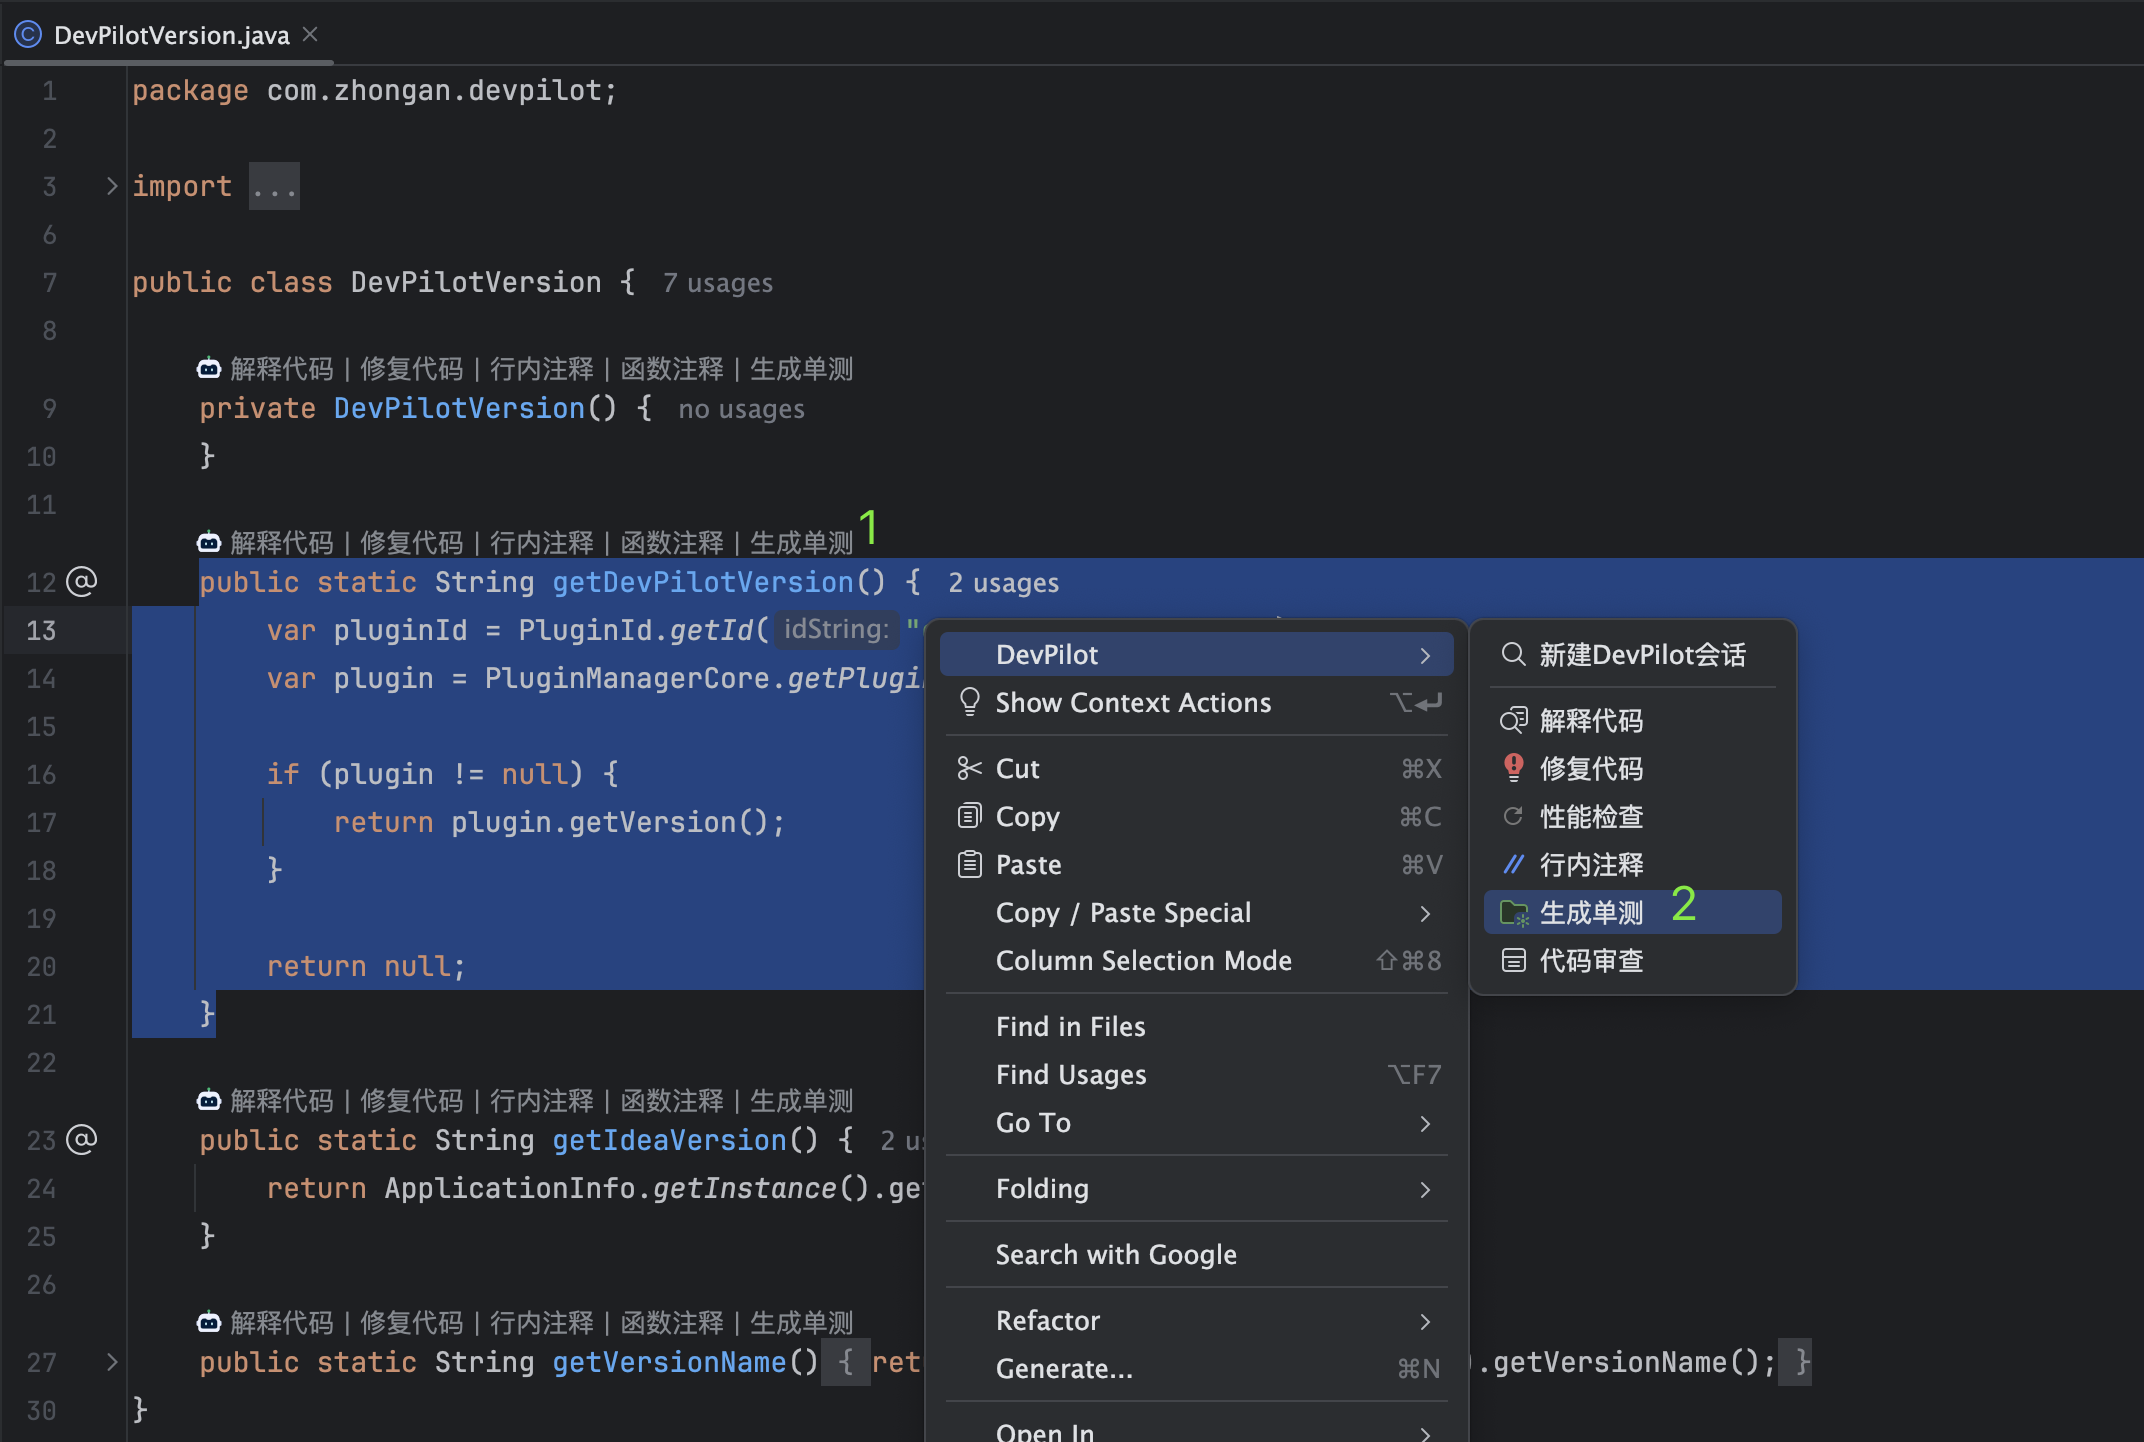 DevPilotVersion.java
1 package com.zhongan.devpilot;
2
3 import ...
6
7 public class DevPilotVersion { 7 usages
8
解释代码 | 修复代码 | 行内注释 | 函数注释 | 生成单测
9 private DevPilotVersion() { no usages
10 }
11
解释代码 | 修复代码 | 行内注释 | 函数注释 | 生成单测 1
12 @ public static String getDevPilotVersion() { 2 usages
13 var pluginId = PluginId.getId( idString: "
14 var plugin = PluginManagerCore.getPlugi
15
16 if (plugin != null) {
17 return plugin.getVersion();
18 }
19
20 return null;
21 }
22
解释代码 | 修复代码 | 行内注释 | 函数注释 | 生成单测
23 @ public static String getIdeaVersion() { 2 u
24 return ApplicationInfo.getInstance().ge
25 }
26
解释代码 | 修复代码 | 行内注释 | 函数注释 | 生成单测
27 public static String getVersionName() { ret ).getVersionName(); }
30 }
DevPilot
Show Context Actions ⌥↵
Cut ⌘X
Copy ⌘C
Paste ⌘V
Copy / Paste Special
Column Selection Mode ⇧⌘8
Find in Files
Find Usages ⌥F7
Go To
Folding
Search with Google
Refactor
Generate... ⌘N
Open In
新建DevPilot会话
解释代码
修复代码
性能检查
行内注释
生成单测 2
代码审查